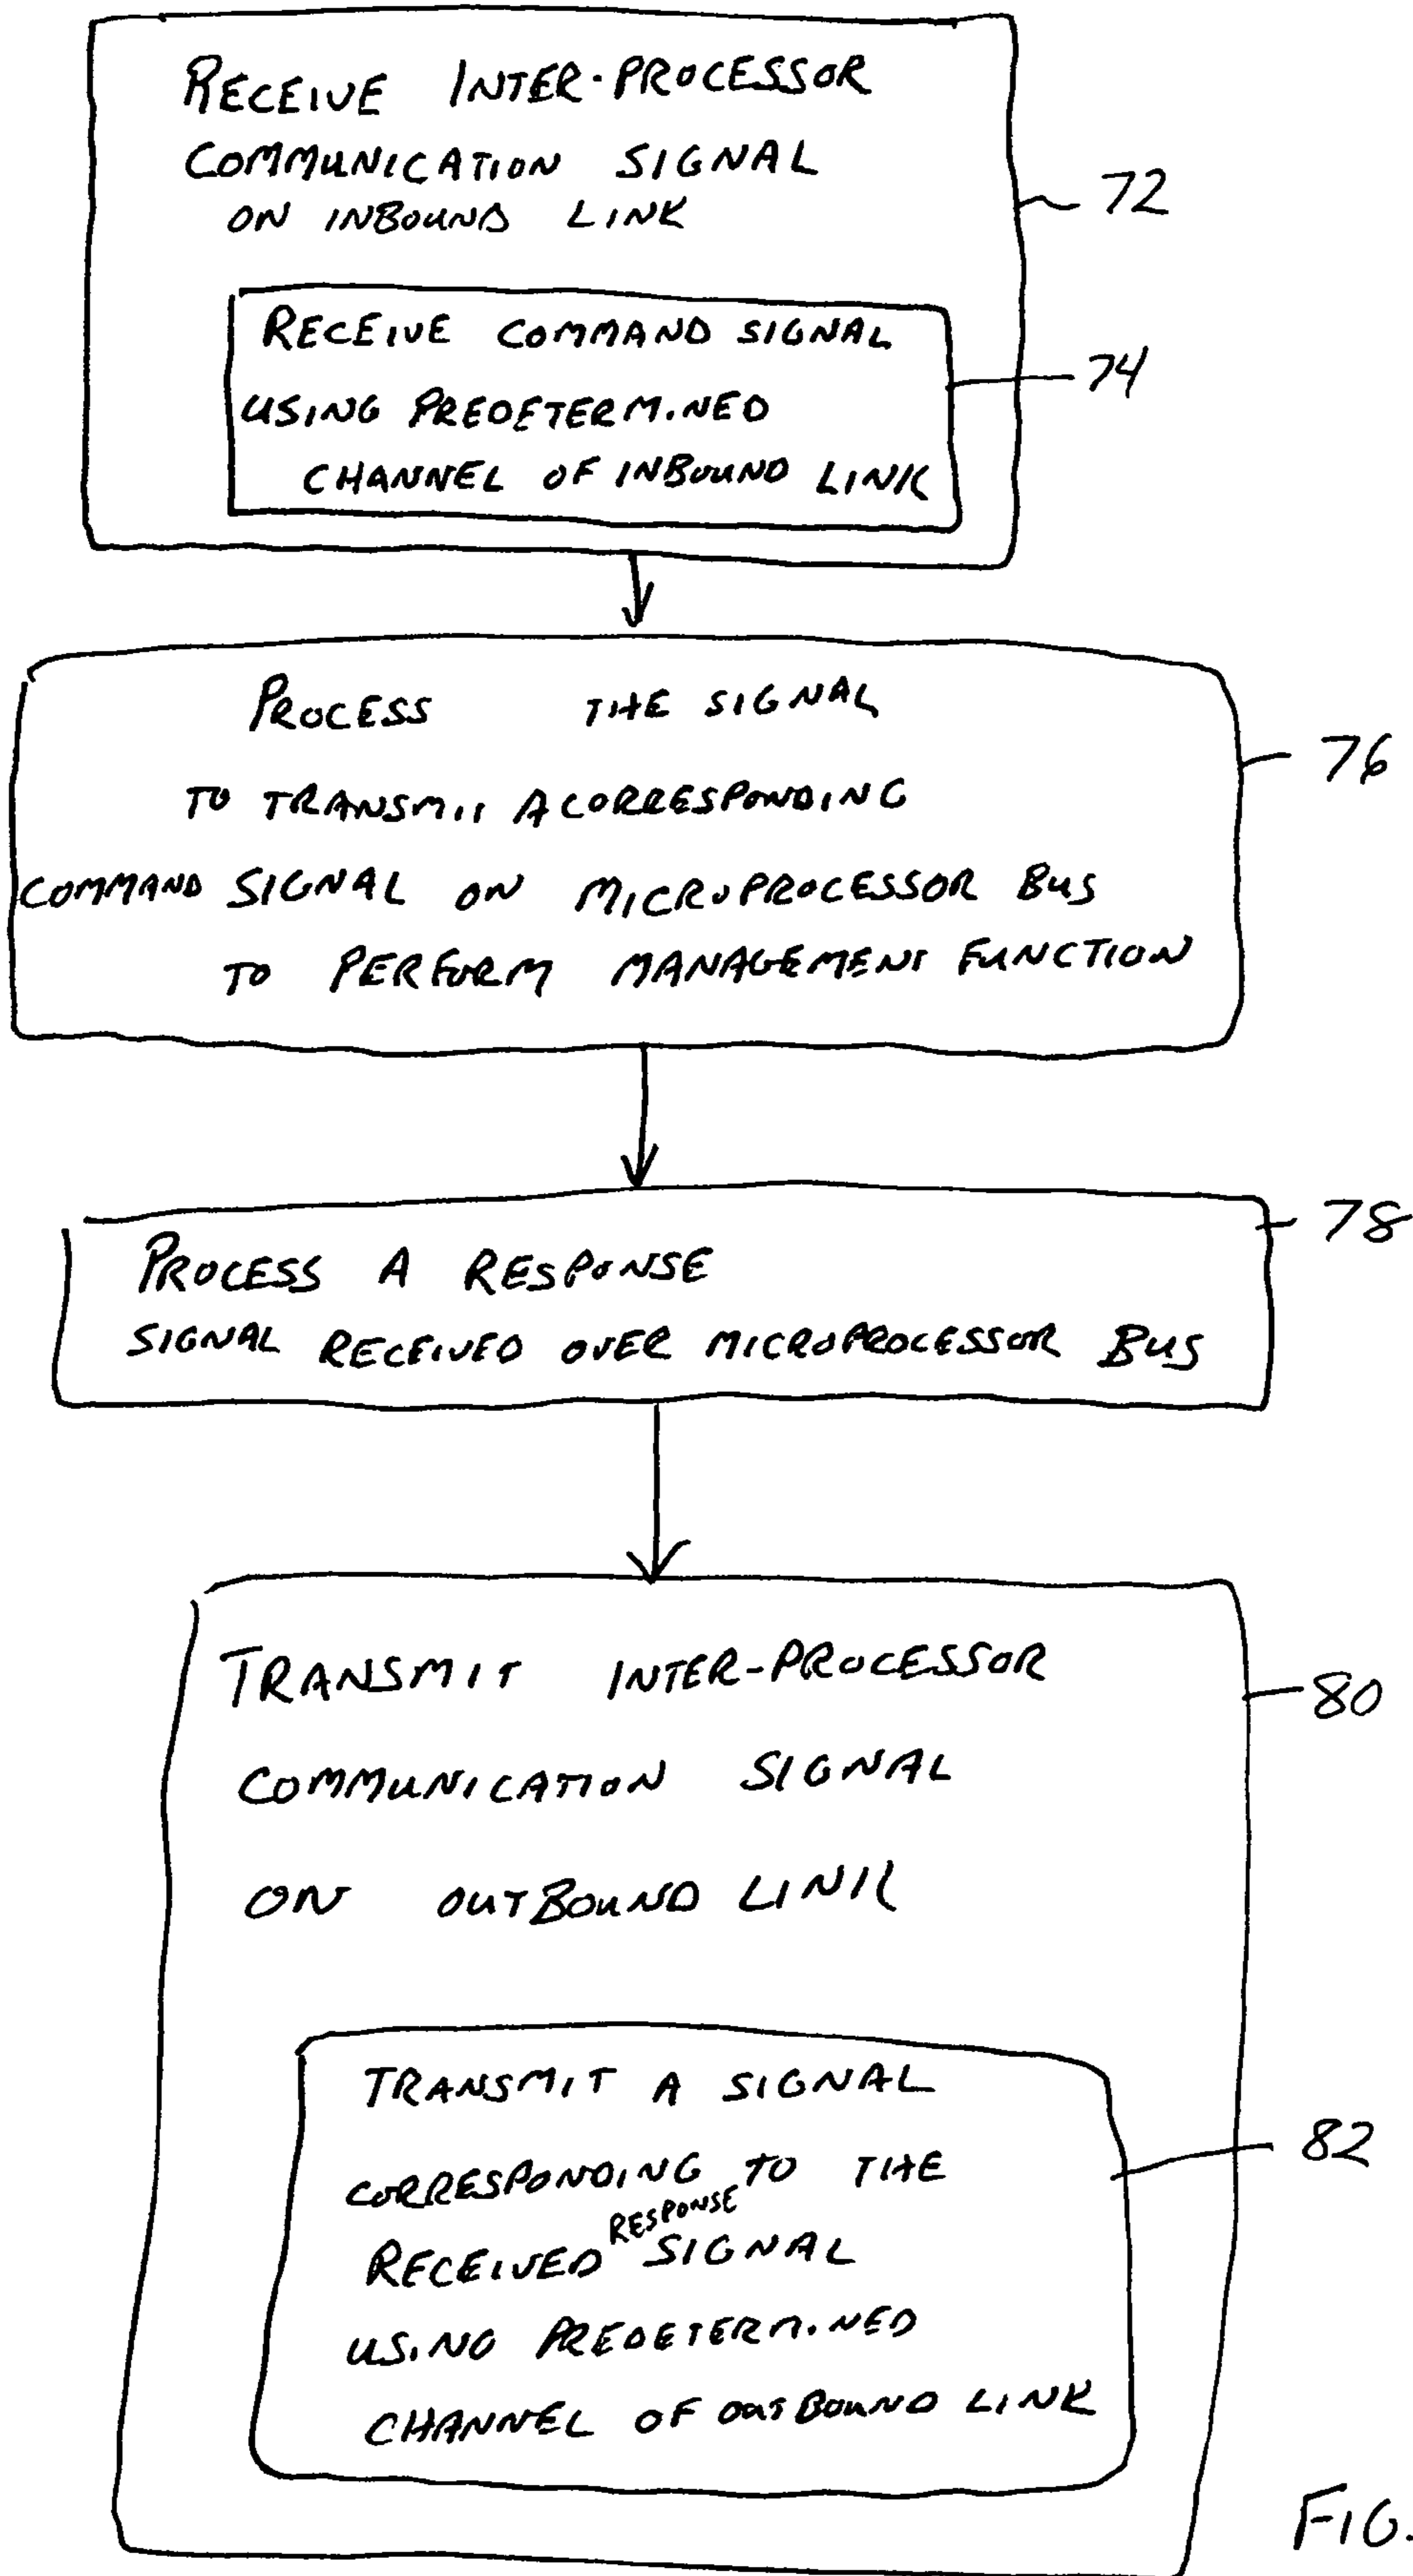 RECEIVE INTER-PROCESSOR
COMMUNICATION SIGNAL
ON INBOUND LINK
72
RECEIVE COMMAND SIGNAL
USING PREDETERMINED
CHANNEL OF INBOUND LINK
74
PROCESS THE SIGNAL
TO TRANSMIT A CORRESPONDING
COMMAND SIGNAL ON MICROPROCESSOR BUS
TO PERFORM MANAGEMENT FUNCTION
76
PROCESS A RESPONSE
SIGNAL RECEIVED OVER MICROPROCESSOR BUS
78
TRANSMIT INTER-PROCESSOR
COMMUNICATION SIGNAL
ON OUTBOUND LINK
80
TRANSMIT A SIGNAL
CORRESPONDING TO THE
RECEIVED RESPONSE SIGNAL
USING PREDETERMINED
CHANNEL OF OUTBOUND LINK
82
FIG.